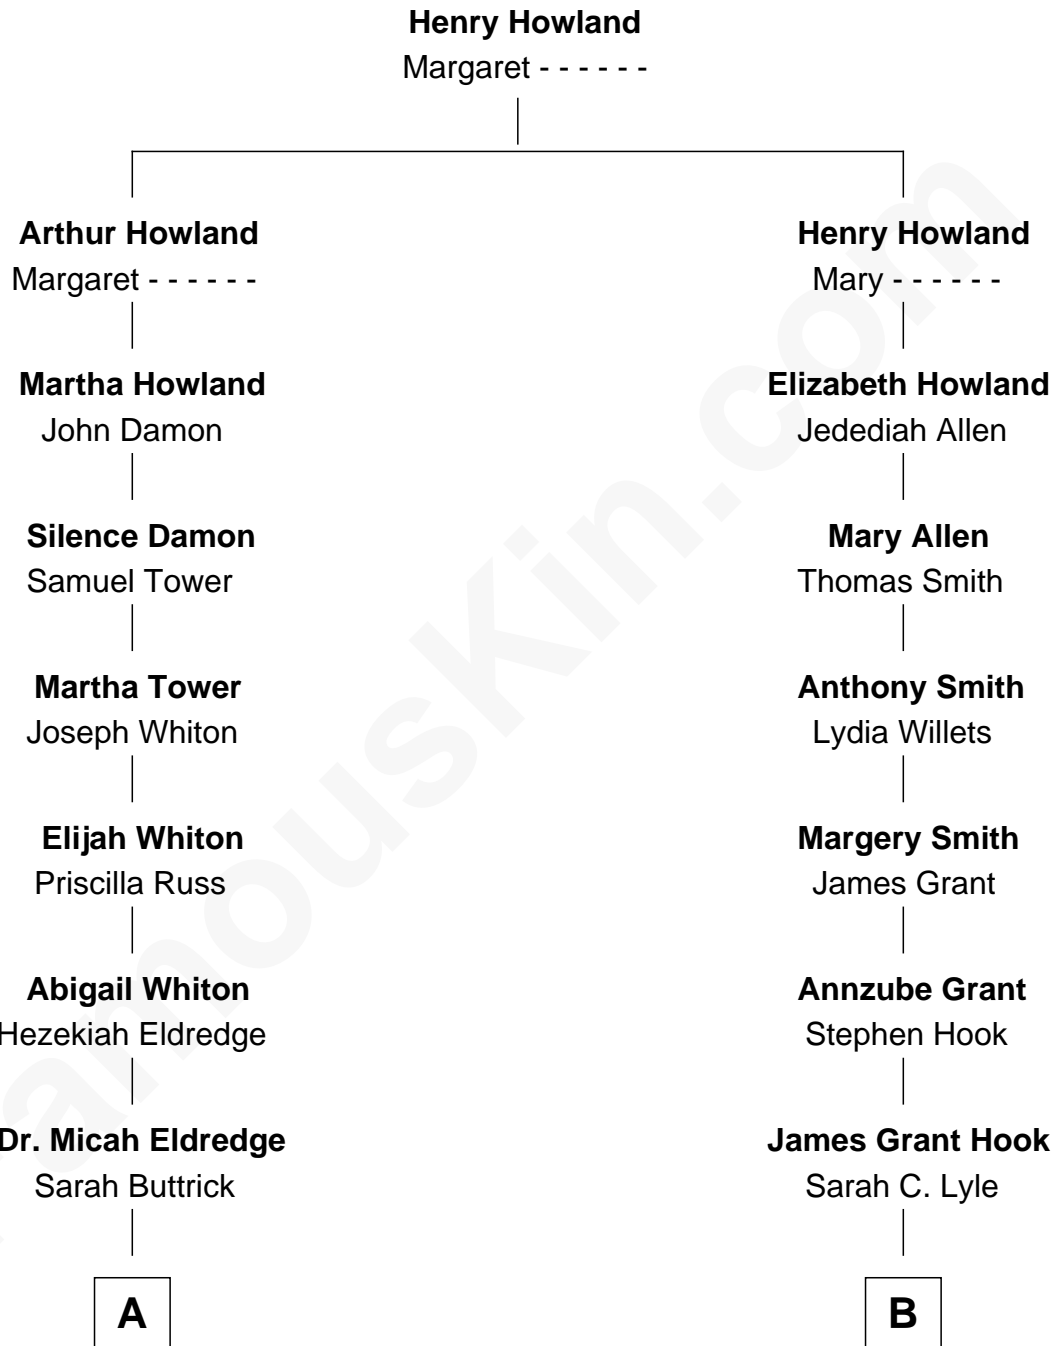 Henry Howland
Margaret - - - - - -
Arthur Howland
Margaret - - - - - -
Henry Howland
Mary - - - - - -
Martha Howland
John Damon
Elizabeth Howland
Jedediah Allen
Silence Damon
Samuel Tower
Mary Allen
Thomas Smith
Martha Tower
Joseph Whiton
Anthony Smith
Lydia Willets
Elijah Whiton
Priscilla Russ
Margery Smith
James Grant
Abigail Whiton
Hezekiah Eldredge
Annzube Grant
Stephen Hook
Dr. Micah Eldredge
Sarah Buttrick
James Grant Hook
Sarah C. Lyle
A
B
FamousKin.com